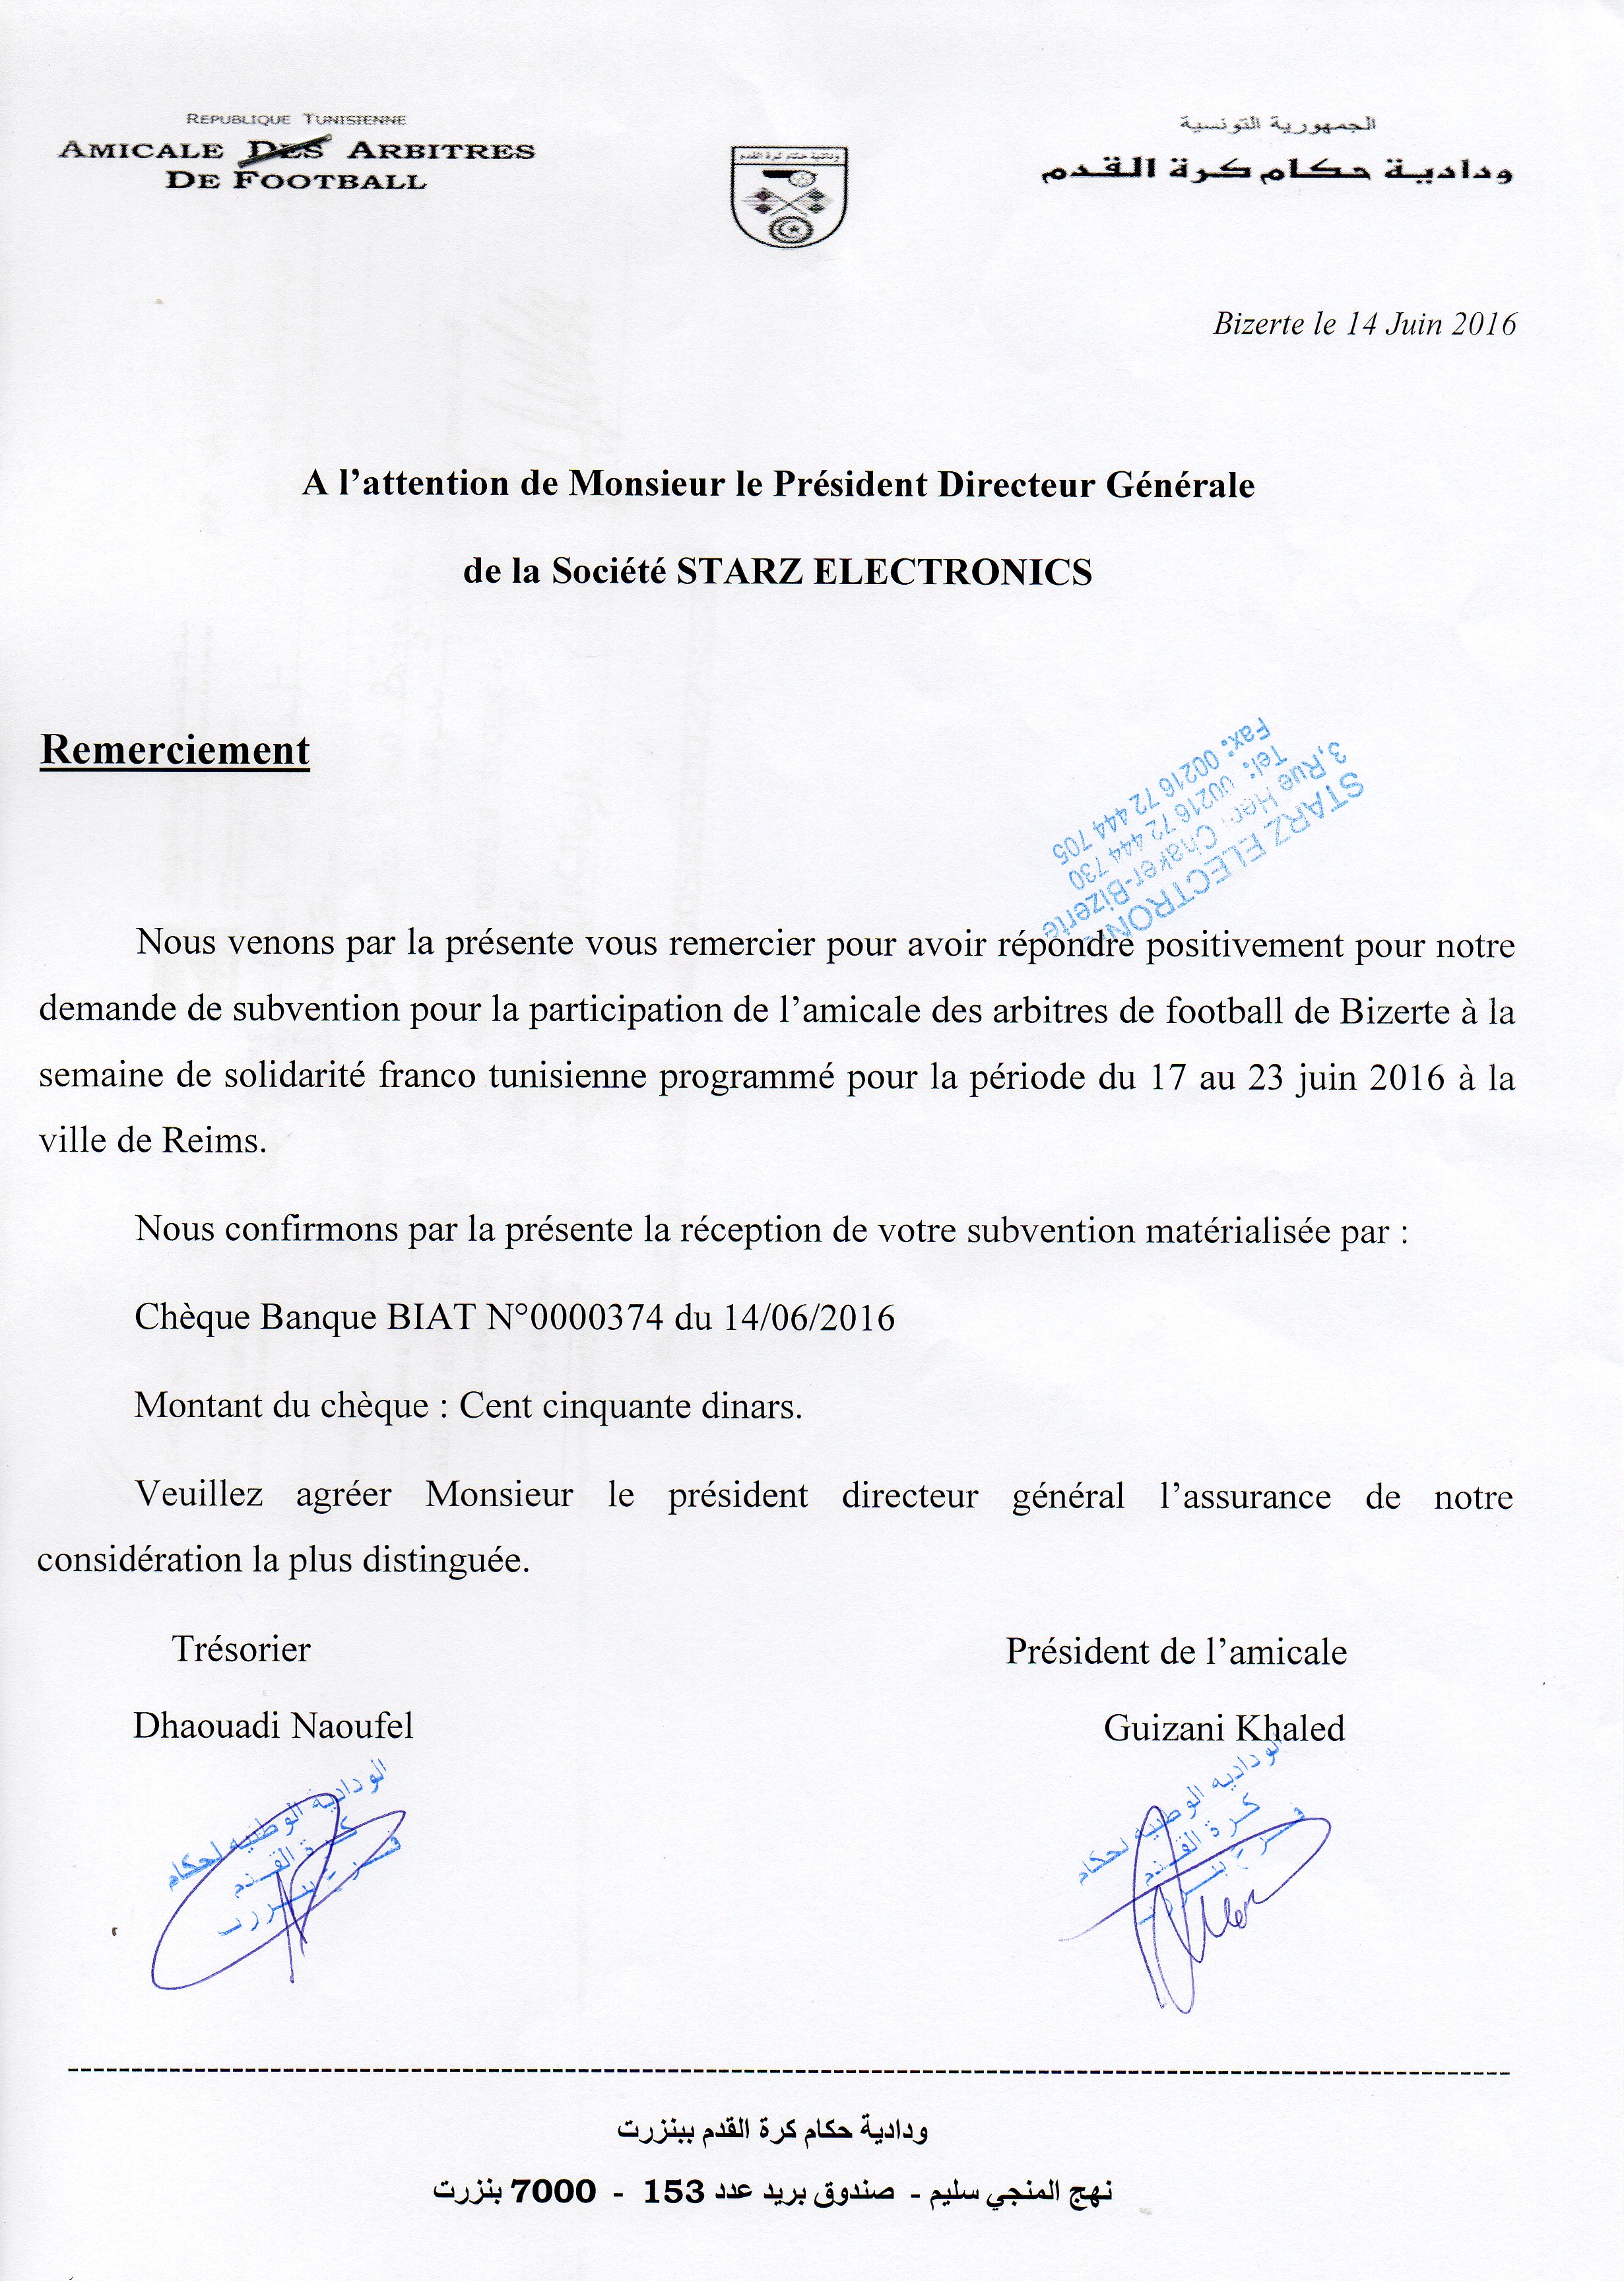 REPUBLIQUE TUNISIENNE
AMICALE DES ARBITRES
DE FOOTBALL
ودادية حكام كرة القدم
الجمهورية التونسية
ودادية حكام كرة القدم
Bizerte le 14 Juin 2016
A l’attention de Monsieur le Président Directeur Générale
de la Société STARZ ELECTRONICS
Remerciement
STARZ ELECTRON
3,Rue Hen Chaker-Bizerte
Tel: 00216 72 444 730
Fax: 00216 72 444 705
Nous venons par la présente vous remercier pour avoir répondre positivement pour notre
demande de subvention pour la participation de l’amicale des arbitres de football de Bizerte à la
semaine de solidarité franco tunisienne programmé pour la période du 17 au 23 juin 2016 à la
ville de Reims.
Nous confirmons par la présente la réception de votre subvention matérialisée par :
Chèque Banque BIAT N°0000374 du 14/06/2016
Montant du chèque : Cent cinquante dinars.
Veuillez agréer Monsieur le président directeur général l’assurance de notre
considération la plus distinguée.
Trésorier
Président de l’amicale
Dhaouadi Naoufel
Guizani Khaled
الودادية الوطنية لحكام
كرة القدم
فرع بنزرت
الودادية الوطنية لحكام
كرة القدم
فرع بنزرت
ودادية حكام كرة القدم ببنزرت
نهج المنجي سليم - صندوق بريد عدد 153 - 7000 بنزرت